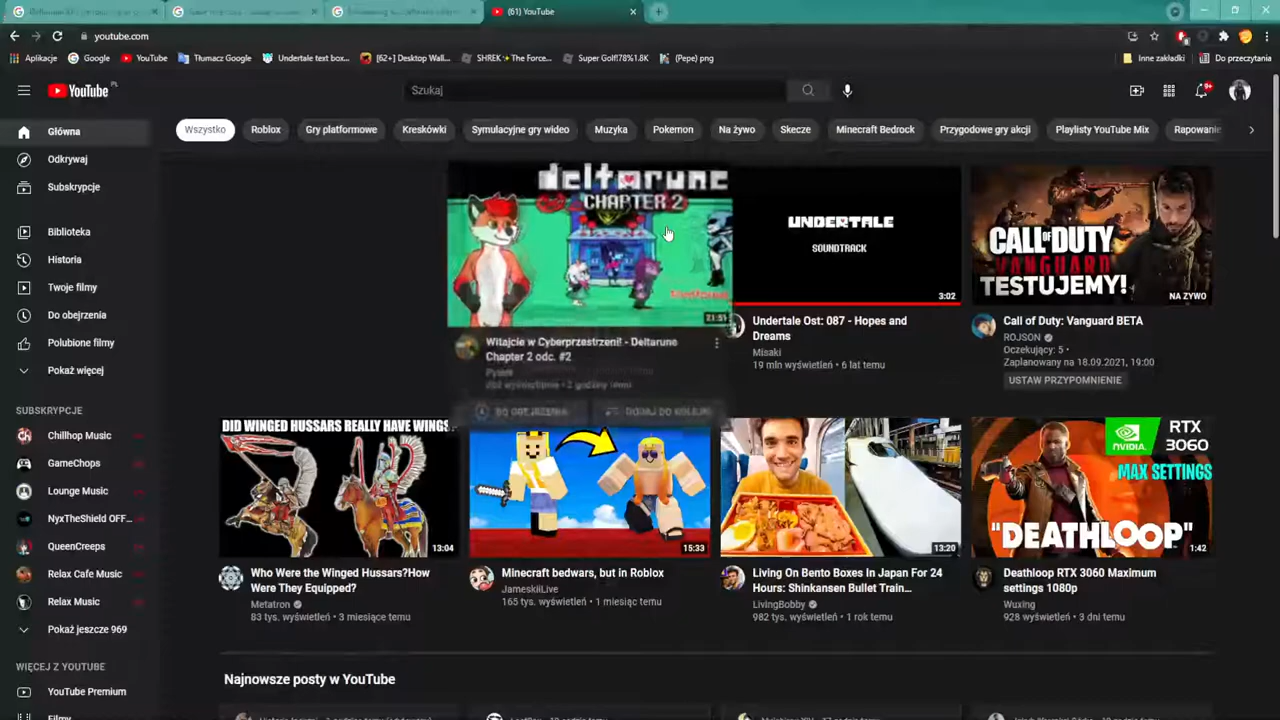 (61) YouTube
youtube.com
Aplikacje
Google
YouTube
Tłumacz Google
Undertale text box...
[62+] Desktop Wall...
SHREK✨The Force...
Super Golf!78%1.8K
(Pepe) png
Inne zakładki
Do przeczytania
YouTube PL
Szukaj
9+
Wszystko
Roblox
Gry platformowe
Kreskówki
Symulacyjne gry wideo
Muzyka
Pokemon
Na żywo
Skecze
Minecraft Bedrock
Przygodowe gry akcji
Playlisty YouTube Mix
Rapowanie
Główna
Odkrywaj
Subskrypcje
Biblioteka
Historia
Twoje filmy
Do obejrzenia
Polubione filmy
Pokaż więcej
SUBSKRYPCJE
Chillhop Music
GameChops
Lounge Music
NyxTheShield OFF...
QueenCreeps
Relax Cafe Music
Relax Music
Pokaż jeszcze 969
WIĘCEJ Z YOUTUBE
YouTube Premium
Filmy
deltarune
CHAPTER 2
21:51
Witajcie w Cyberprzestrzeni! - Deltarune
Chapter 2 odc. #2
DO OBEJRZENIA
DODAJ DO KOLEJKI
UNDERTALE
SOUNDTRACK
3:02
Undertale Ost: 087 - Hopes and
Dreams
Misaki
19 mln wyświetleń • 6 lat temu
CALL OF DUTY
VANGUARD
TESTUJEMY!
NA ŻYWO
Call of Duty: Vanguard BETA
ROJSON
Oczekujący: 5 •
Zaplanowany na 18.09.2021, 19:00
USTAW PRZYPOMNIENIE
DID WINGED HUSSARS REALLY HAVE WINGS
13:04
Who Were the Winged Hussars?How
Were They Equipped?
Metatron
83 tys. wyświetleń • 3 miesiące temu
15:33
Minecraft bedwars, but in Roblox
JameskiiLive
165 tys. wyświetleń • 1 miesiąc temu
13:20
Living On Bento Boxes In Japan For 24
Hours: Shinkansen Bullet Train...
LivingBobby
982 tys. wyświetleń • 1 rok temu
NVIDIA
RTX
3060
MAX SETTINGS
"DEATHLOOP"
1:42
Deathloop RTX 3060 Maximum
settings 1080p
Wuxing
928 wyświetleń • 3 dni temu
Najnowsze posty w YouTube